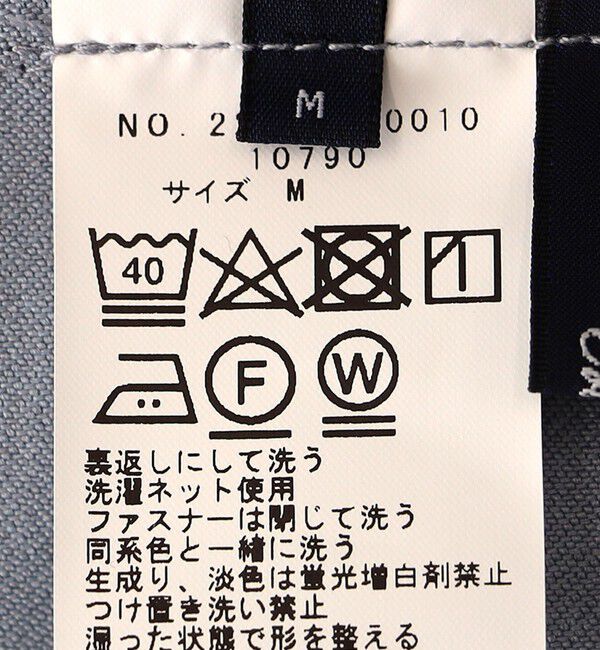 M
NO. 2 0010
10790
サイズ M
40
F
W
裏返しにして洗う
洗濯ネット使用
ファスナーは閉じて洗う
同系色と一緒に洗う
生成り、淡色は蛍光増白剤禁止
つけ置き洗い禁止
湿った状態で形を整える